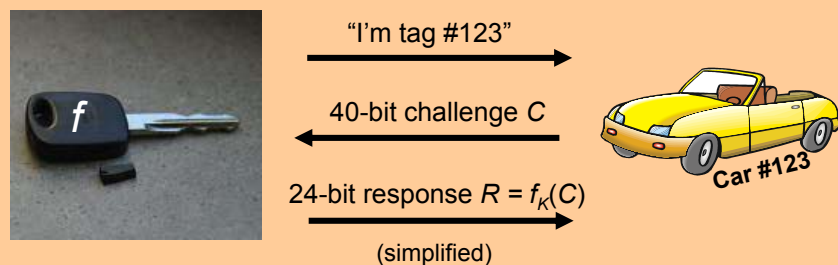 f
“I’m tag #123”
40-bit challenge C
24-bit response R = fK(C)
(simplified)
Car #123